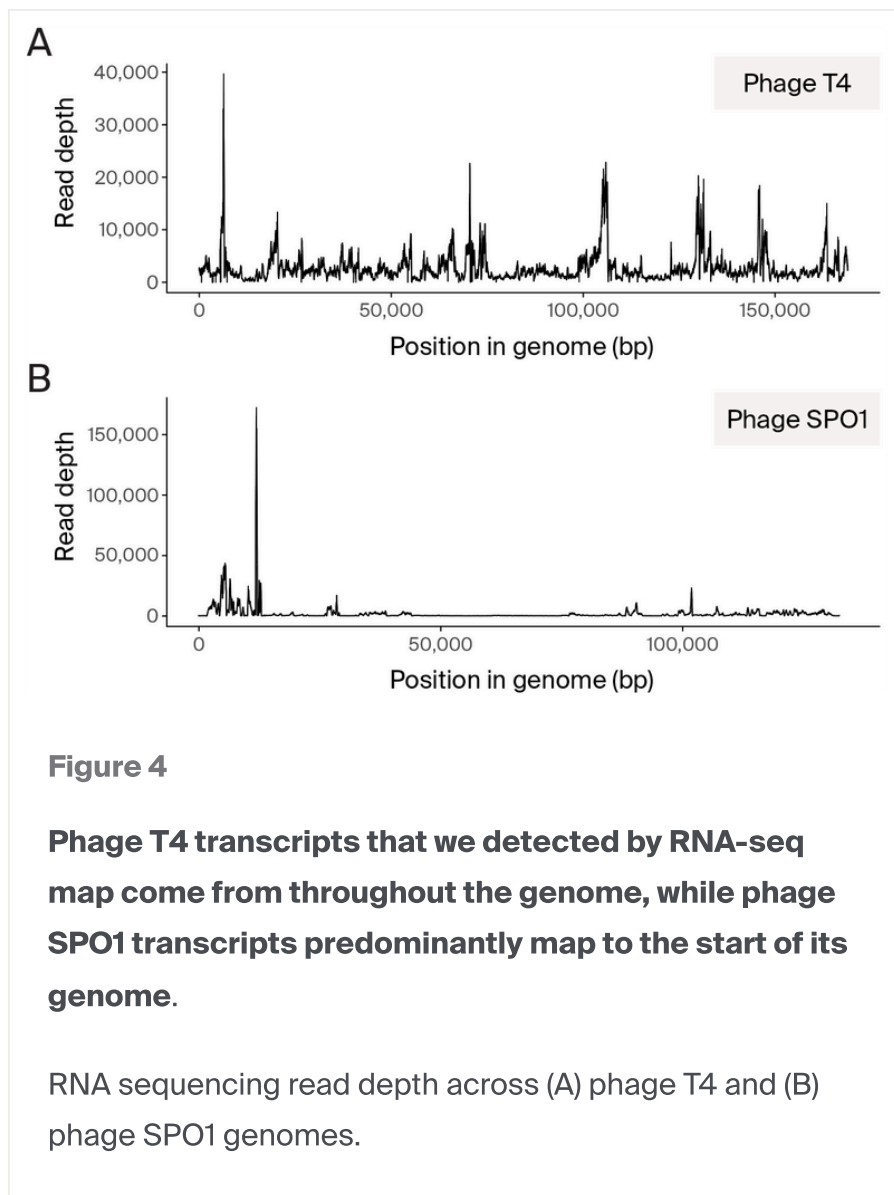 A
Phage T4
Read depth
40,000
30,000
20,000
10,000
0
0 50,000 100,000 150,000
Position in genome (bp)
B
Phage SPO1
Read depth
150,000
100,000
50,000
0
0 50,000 100,000
Position in genome (bp)
Figure 4
Phage T4 transcripts that we detected by RNA-seq
map come from throughout the genome, while phage
SPO1 transcripts predominantly map to the start of its
genome.
RNA sequencing read depth across (A) phage T4 and (B)
phage SPO1 genomes.